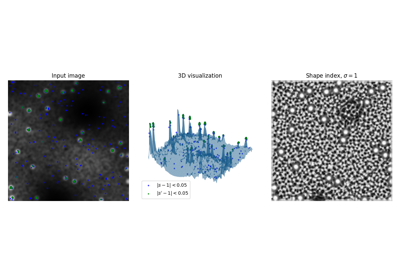 Input image
3D visualization
Shape index, σ = 1
|s − 1| < 0.05
|s′ − 1| < 0.05